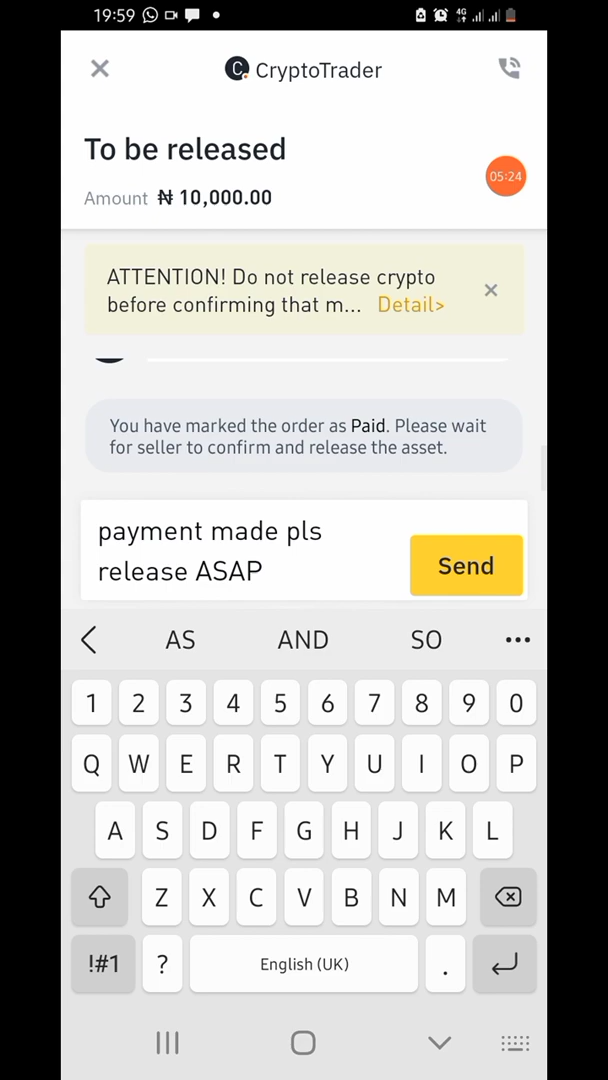 19:59
4G
C CryptoTrader
To be released
Amount ₦ 10,000.00
05:24
ATTENTION! Do not release crypto
before confirming that m... Detail>
You have marked the order as Paid. Please wait
for seller to confirm and release the asset.
payment made pls
release ASAP
Send
AS AND SO
1 2 3 4 5 6 7 8 9 0
Q W E R T Y U I O P
A S D F G H J K L
Z X C V B N M
!#1 ? English (UK) .